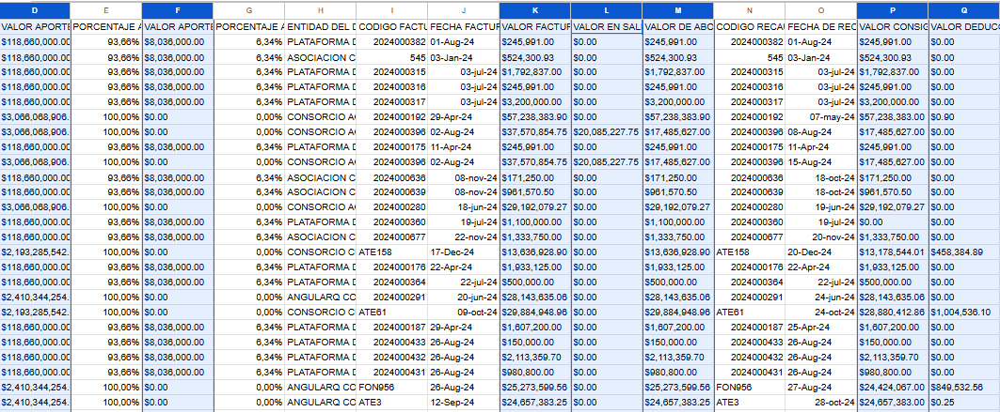 D E F G H I J K L M N O P Q
VALOR APORTE PORCENTAJE A VALOR APORTE PORCENTAJE A ENTIDAD DEL D CODIGO FACTU FECHA FACTUR VALOR FACTUR VALOR EN SAL VALOR DE ABO CODIGO RECAU FECHA DE REC VALOR CONSIG VALOR DEDUCC
$118,660,000.00 93,66% $8,036,000.00 6,34% PLATAFORMA D 2024000382 01-Aug-24 $245,991.00 $0.00 $245,991.00 2024000382 01-Aug-24 $245,991.00 $0.00
$118,660,000.00 93,66% $8,036,000.00 6,34% ASOCIACION C 545 03-Jan-24 $524,300.93 $0.00 $524,300.93 545 03-Jan-24 $524,300.93 $0.00
$118,660,000.00 93,66% $8,036,000.00 6,34% PLATAFORMA D 2024000315 03-jul-24 $1,792,837.00 $0.00 $1,792,837.00 2024000315 03-jul-24 $1,792,837.00 $0.00
$118,660,000.00 93,66% $8,036,000.00 6,34% PLATAFORMA D 2024000316 03-jul-24 $245,991.00 $0.00 $245,991.00 2024000316 03-jul-24 $245,991.00 $0.00
$118,660,000.00 93,66% $8,036,000.00 6,34% PLATAFORMA D 2024000317 03-jul-24 $3,200,000.00 $0.00 $3,200,000.00 2024000317 03-jul-24 $3,200,000.00 $0.00
$3,066,068,906. 100,00% $0.00 0,00% CONSORCIO AC 2024000192 29-Apr-24 $57,238,383.90 $0.00 $57,238,383.90 2024000192 07-may-24 $57,238,383.00 $0.90
$3,066,068,906. 100,00% $0.00 0,00% CONSORCIO AC 2024000396 02-Aug-24 $37,570,854.75 $20,085,227.75 $17,485,627.00 2024000396 08-Aug-24 $17,485,627.00 $0.00
$118,660,000.00 93,66% $8,036,000.00 6,34% PLATAFORMA D 2024000175 11-Apr-24 $245,991.00 $0.00 $245,991.00 2024000175 11-Apr-24 $245,991.00 $0.00
$3,066,068,906. 100,00% $0.00 0,00% CONSORCIO AC 2024000396 02-Aug-24 $37,570,854.75 $20,085,227.75 $17,485,627.00 2024000396 15-Aug-24 $17,485,627.00 $0.00
$118,660,000.00 93,66% $8,036,000.00 6,34% ASOCIACION C 2024000636 08-nov-24 $171,250.00 $0.00 $171,250.00 2024000636 18-oct-24 $171,250.00 $0.00
$118,660,000.00 93,66% $8,036,000.00 6,34% ASOCIACION C 2024000639 08-nov-24 $961,570.50 $0.00 $961,570.50 2024000639 18-oct-24 $961,570.50 $0.00
$3,066,068,906. 100,00% $0.00 0,00% CONSORCIO AC 2024000280 18-jun-24 $29,192,079.27 $0.00 $29,192,079.27 2024000280 19-jun-24 $29,192,079.27 $0.00
$118,660,000.00 93,66% $8,036,000.00 6,34% PLATAFORMA D 2024000360 19-jul-24 $1,100,000.00 $0.00 $1,100,000.00 2024000360 19-jul-24 $0.00 $0.00
$118,660,000.00 93,66% $8,036,000.00 6,34% ASOCIACION C 2024000677 22-nov-24 $1,333,750.00 $0.00 $1,333,750.00 2024000677 20-nov-24 $1,333,750.00 $0.00
$2,193,285,542. 100,00% $0.00 0,00% CONSORCIO C ATE158 17-Dec-24 $13,636,928.90 $0.00 $13,636,928.90 ATE158 20-Dec-24 $13,178,544.01 $458,384.89
$118,660,000.00 93,66% $8,036,000.00 6,34% PLATAFORMA D 2024000176 22-Apr-24 $1,933,125.00 $0.00 $1,933,125.00 2024000176 22-Apr-24 $1,933,125.00 $0.00
$118,660,000.00 93,66% $8,036,000.00 6,34% PLATAFORMA D 2024000364 22-jul-24 $500,000.00 $0.00 $500,000.00 2024000364 22-jul-24 $500,000.00 $0.00
$2,410,344,254. 100,00% $0.00 0,00% ANGULARQ CO 2024000291 20-jun-24 $28,143,635.06 $0.00 $28,143,635.06 2024000291 24-jun-24 $28,143,635.06 $0.00
$2,193,285,542. 100,00% $0.00 0,00% CONSORCIO C ATE61 09-oct-24 $29,884,948.96 $0.00 $29,884,948.96 ATE61 24-oct-24 $28,880,412.86 $1,004,536.10
$118,660,000.00 93,66% $8,036,000.00 6,34% PLATAFORMA D 2024000187 29-Apr-24 $1,607,200.00 $0.00 $1,607,200.00 2024000187 25-Apr-24 $1,607,200.00 $0.00
$118,660,000.00 93,66% $8,036,000.00 6,34% PLATAFORMA D 2024000433 26-Aug-24 $150,000.00 $0.00 $150,000.00 2024000433 26-Aug-24 $150,000.00 $0.00
$118,660,000.00 93,66% $8,036,000.00 6,34% PLATAFORMA D 2024000432 26-Aug-24 $2,113,359.70 $0.00 $2,113,359.70 2024000432 26-Aug-24 $2,113,359.70 $0.00
$118,660,000.00 93,66% $8,036,000.00 6,34% PLATAFORMA D 2024000431 26-Aug-24 $980,800.00 $0.00 $980,800.00 2024000431 26-Aug-24 $980,800.00 $0.00
$2,410,344,254. 100,00% $0.00 0,00% ANGULARQ CO FON956 26-Aug-24 $25,273,599.56 $0.00 $25,273,599.56 FON956 27-Aug-24 $24,424,067.00 $849,532.56
$2,410,344,254. 100,00% $0.00 0,00% ANGULARQ CO ATE3 12-Sep-24 $24,657,383.25 $0.00 $24,657,383.25 ATE3 28-oct-24 $24,657,383.00 $0.25